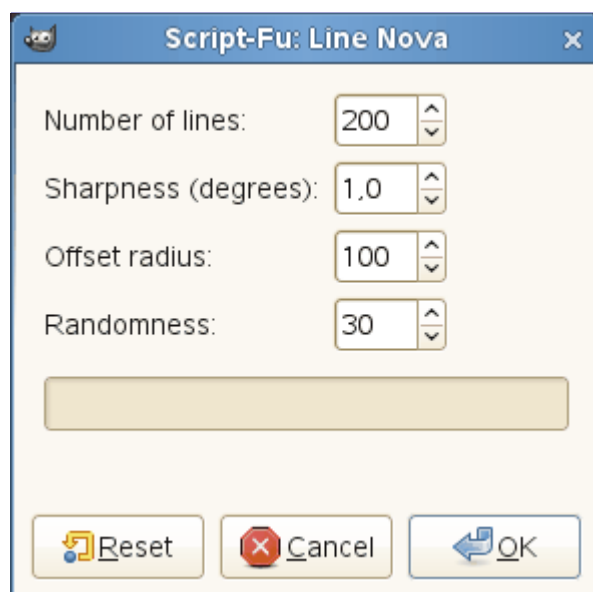 Script-Fu: Line Nova
Number of lines: 200
Sharpness (degrees): 1,0
Offset radius: 100
Randomness: 30
Reset Cancel OK